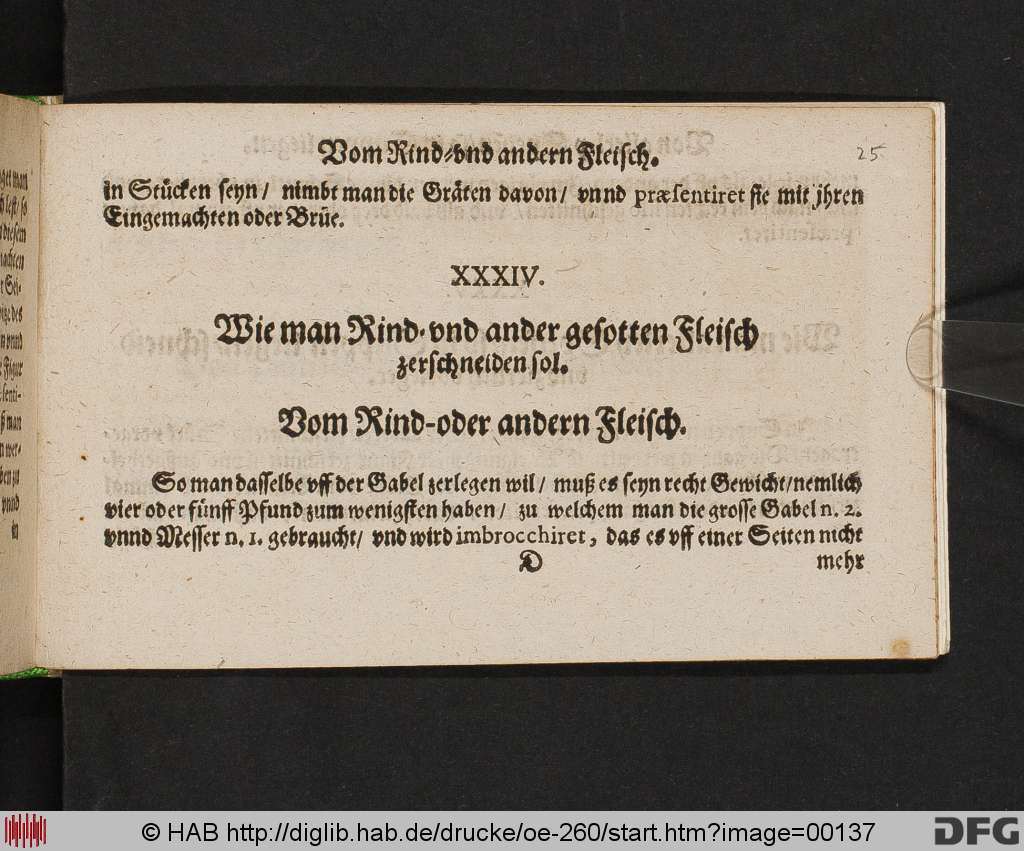 Vom Rind-vnd andern Fleisch.
25
in Stücken seyn/ nimbt man die Gräten davon/ vnnd præsentiret sie mit jhren
Eingemachten oder Brüe.
XXXIV.
Wie man Rind-vnd ander gesotten Fleisch
zerschneiden sol.
Vom Rind-oder andern Fleisch.
So man dasselbe vff der Gabel zerlegen wil/ muß es seyn recht Gewicht/nemlich
vier oder fünff Pfund zum wenigsten haben/ zu welchem man die grosse Gabel n. 2.
vnnd Messer n. 1. gebraucht/ vnd wird imbrocchiret, das es vff einer Seiten nicht
D
mehr
© HAB http://diglib.hab.de/drucke/oe-260/start.htm?image=00137
DFG